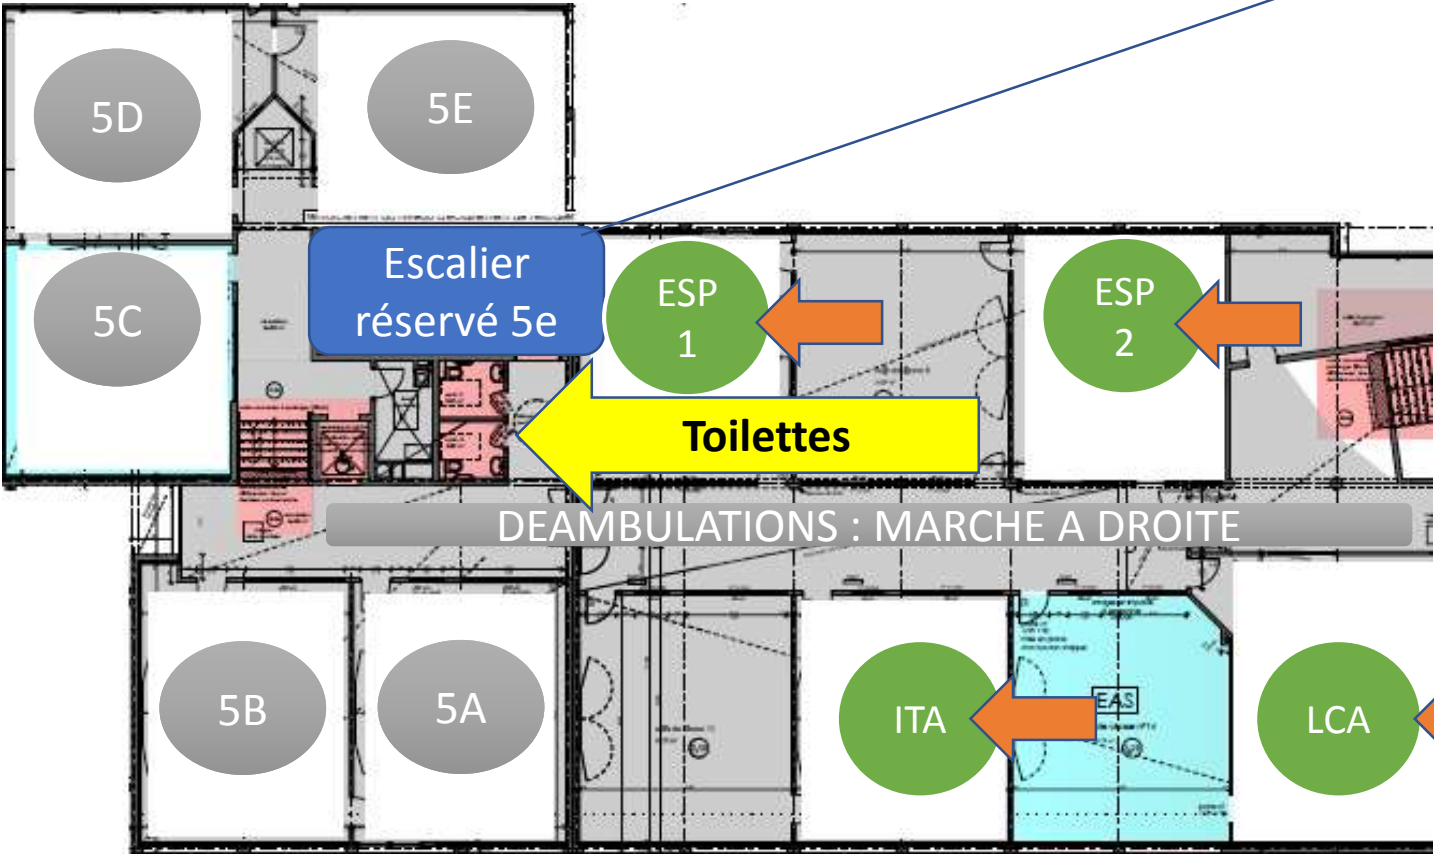 5D
5E
Escalier
réservé 5e
5C
ESP
1
ESP
2
Toilettes
DEAMBULATIONS : MARCHE A DROITE
5B
5A
ITA
EAS
LCA